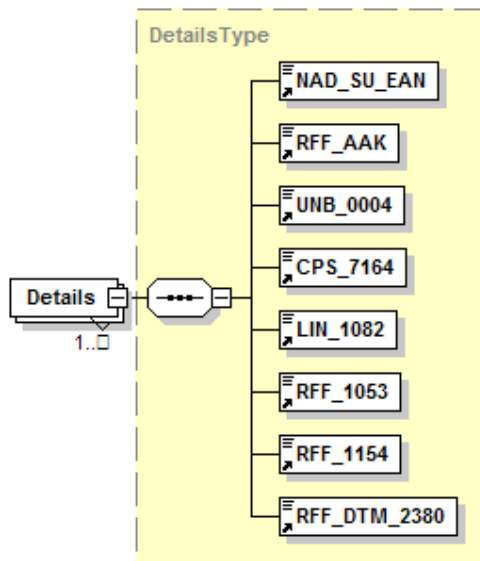 DetailsType
NAD_SU_EAN
RFF_AAK
UNB_0004
CPS_7164
Details
1..□
LIN_1082
RFF_1053
RFF_1154
RFF_DTM_2380